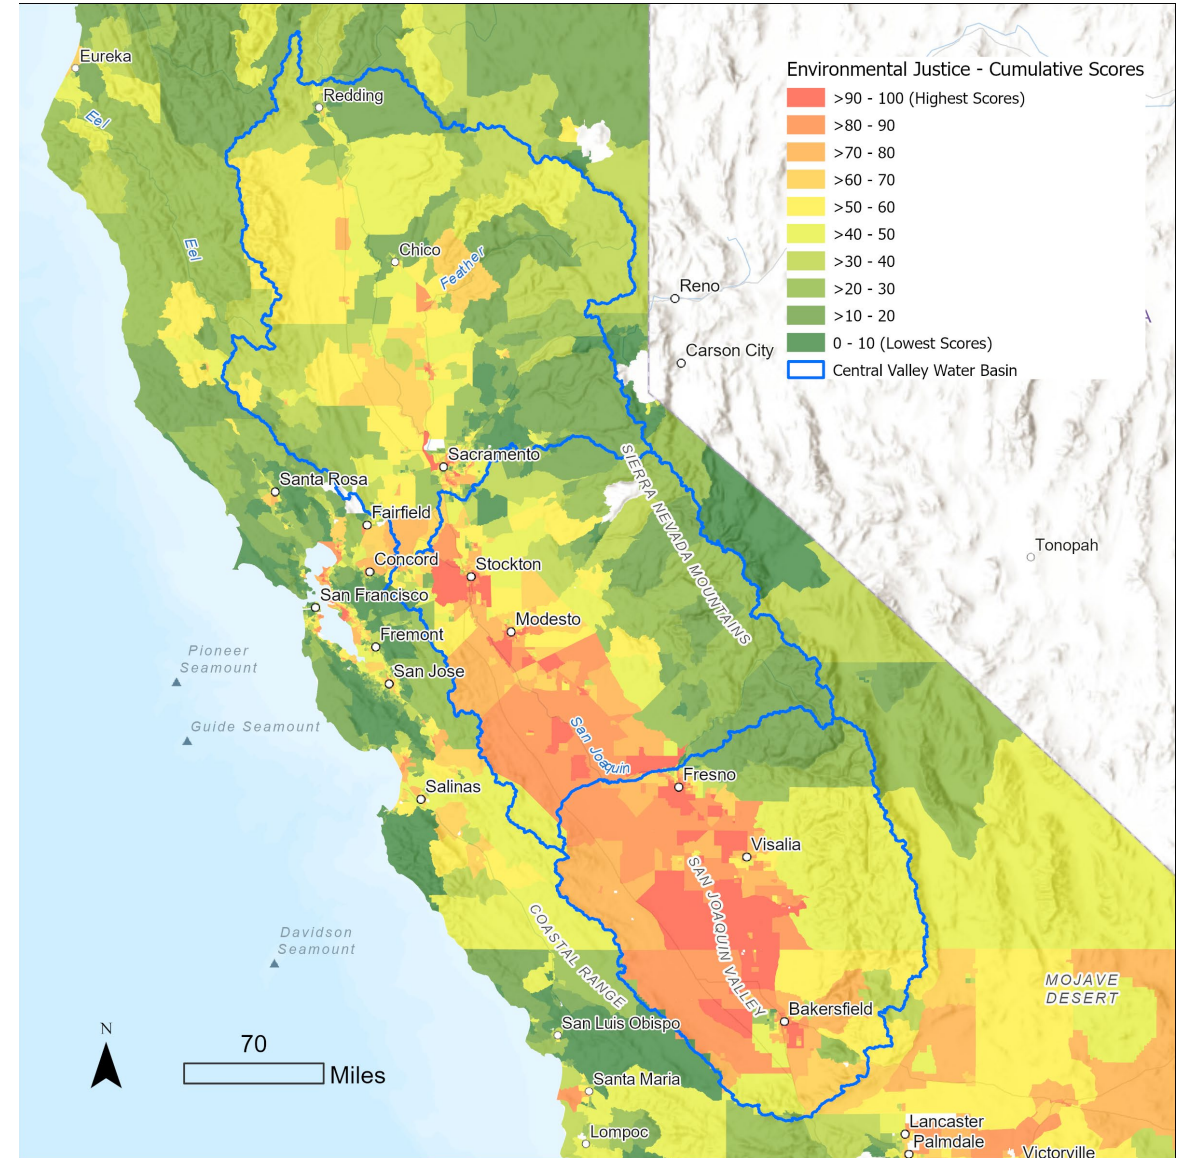 Environmental Justice - Cumulative Scores
>90 - 100 (Highest Scores)
>80 - 90
>70 - 80
>60 - 70
>50 - 60
>40 - 50
>30 - 40
>20 - 30
>10 - 20
0 - 10 (Lowest Scores)
Central Valley Water Basin
Eureka
Redding
Eel
Eel
Chico
Feather
Reno
Carson City
A
Sacramento
Santa Rosa
Fairfield
SIERRA NEVADA MOUNTAINS
Concord
Stockton
Tonopah
San Francisco
Modesto
Fremont
Pioneer
Seamount
San Jose
Guide Seamount
San Joaquin
Fresno
Salinas
Visalia
SAN JOAQUIN VALLEY
COASTAL RANGE
Davidson
Seamount
MOJAVE
DESERT
Bakersfield
San Luis Obispo
N
70
Miles
Santa Maria
Lompoc
Lancaster
Palmdale
Victorville